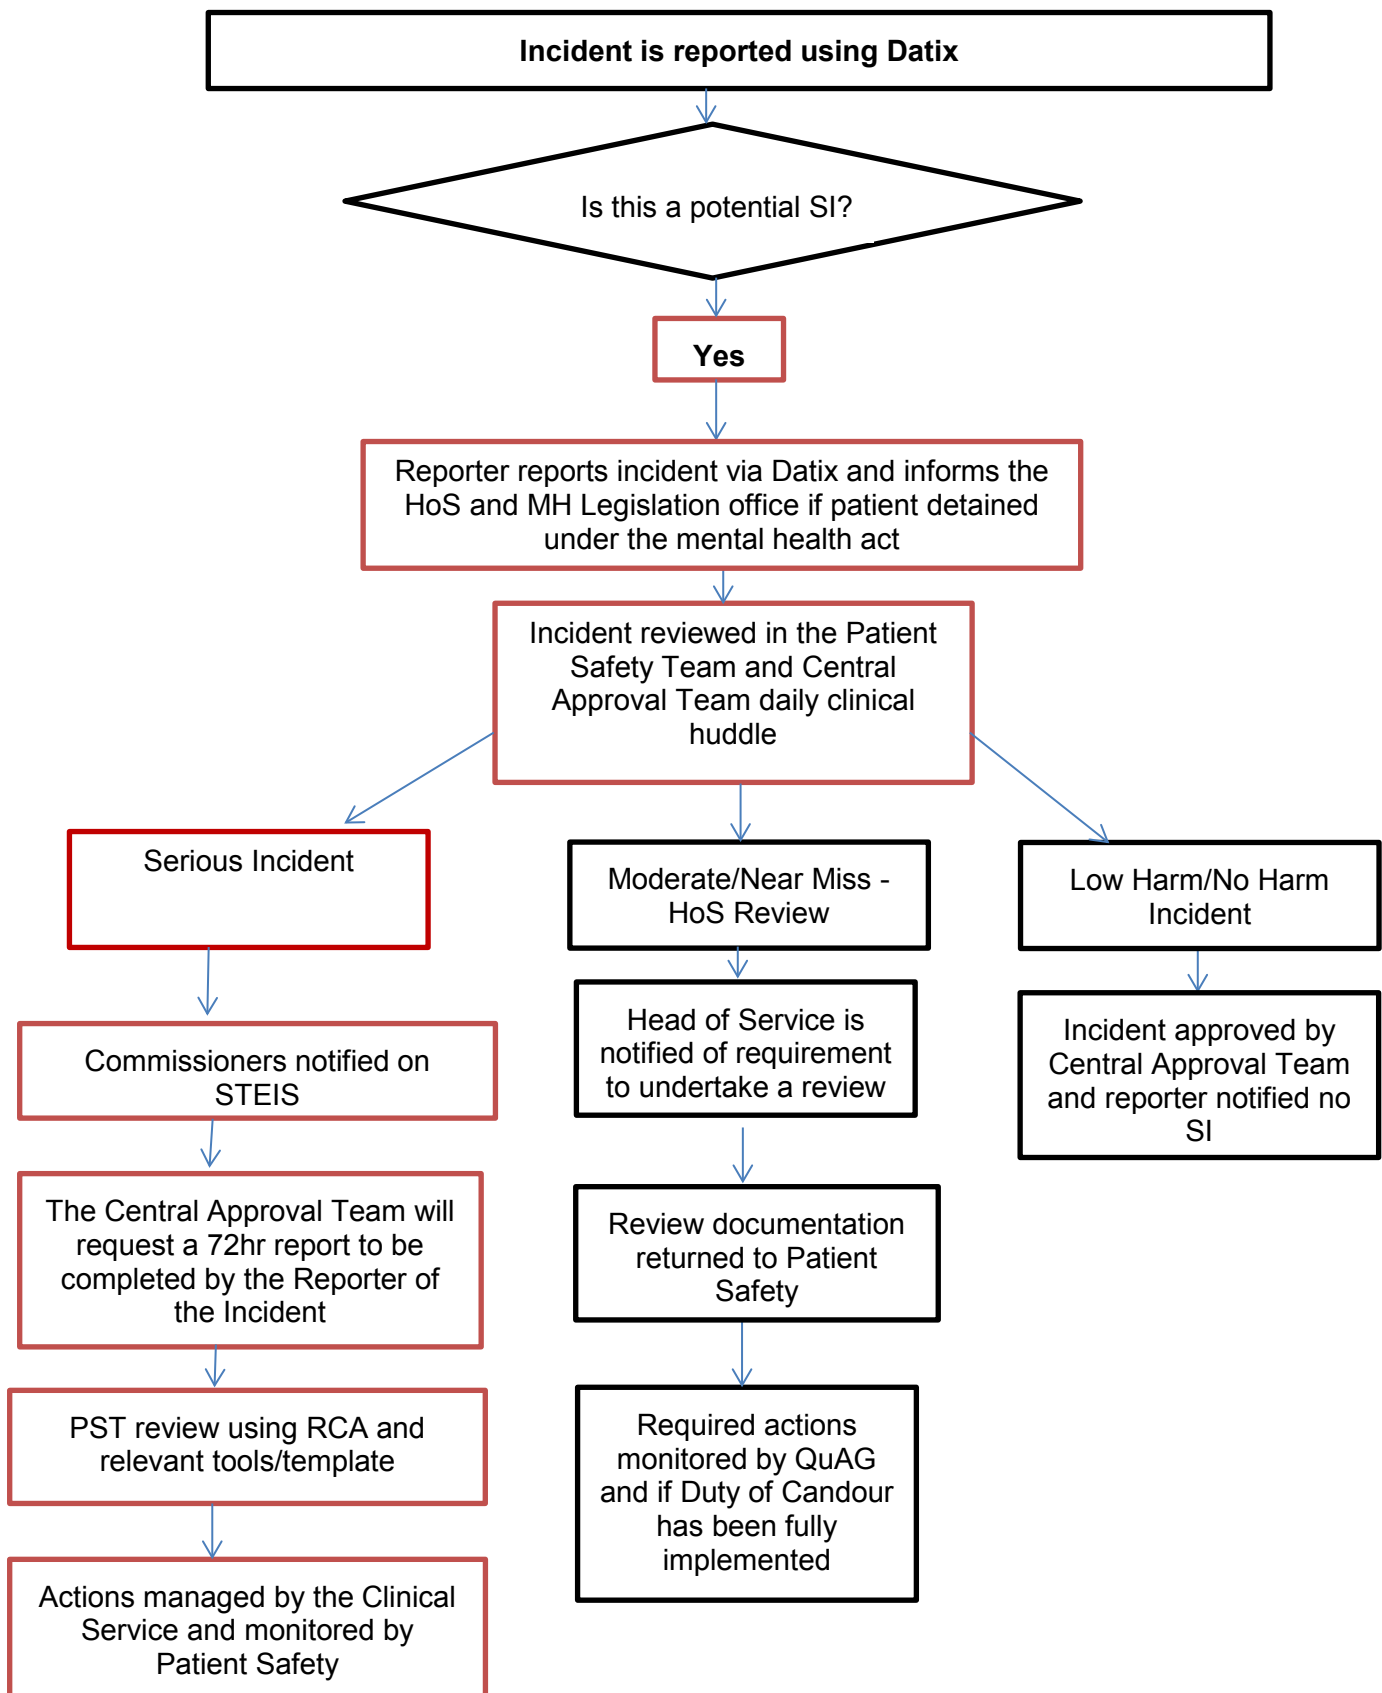 Incident is reported using Datix
Is this a potential SI?
Yes
Reporter reports incident via Datix and informs the
HoS and MH Legislation office if patient detained
under the mental health act
Incident reviewed in the Patient
Safety Team and Central
Approval Team daily clinical
huddle
Serious Incident
Commissioners notified on
STEIS
The Central Approval Team will
request a 72hr report to be
completed by the Reporter of
the Incident
PST review using RCA and
relevant tools/template
Actions managed by the Clinical
Service and monitored by
Patient Safety
Moderate/Near Miss -
HoS Review
Head of Service is
notified of requirement
to undertake a review
Review documentation
returned to Patient
Safety
Required actions
monitored by QuAG
and if Duty of Candour
has been fully
implemented
Low Harm/No Harm
Incident
Incident approved by
Central Approval Team
and reporter notified no
SI